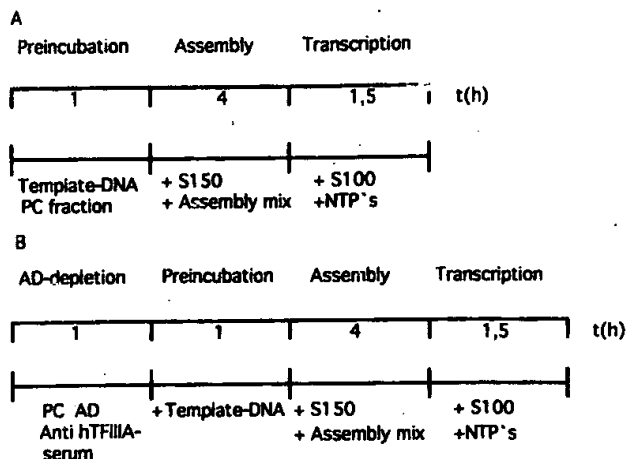 A
Preincubation Assembly Transcription
1 4 1,5 t(h)
Template-DNA + S150 + S100
PC fraction + Assembly mix +NTP`s
B
AD-depletion Preincubation Assembly Transcription
1 1 4 1,5 t(h)
PC AD +Template-DNA + S150 + S100
Anti hTFIIIA- + Assembly mix +NTP`s
serum